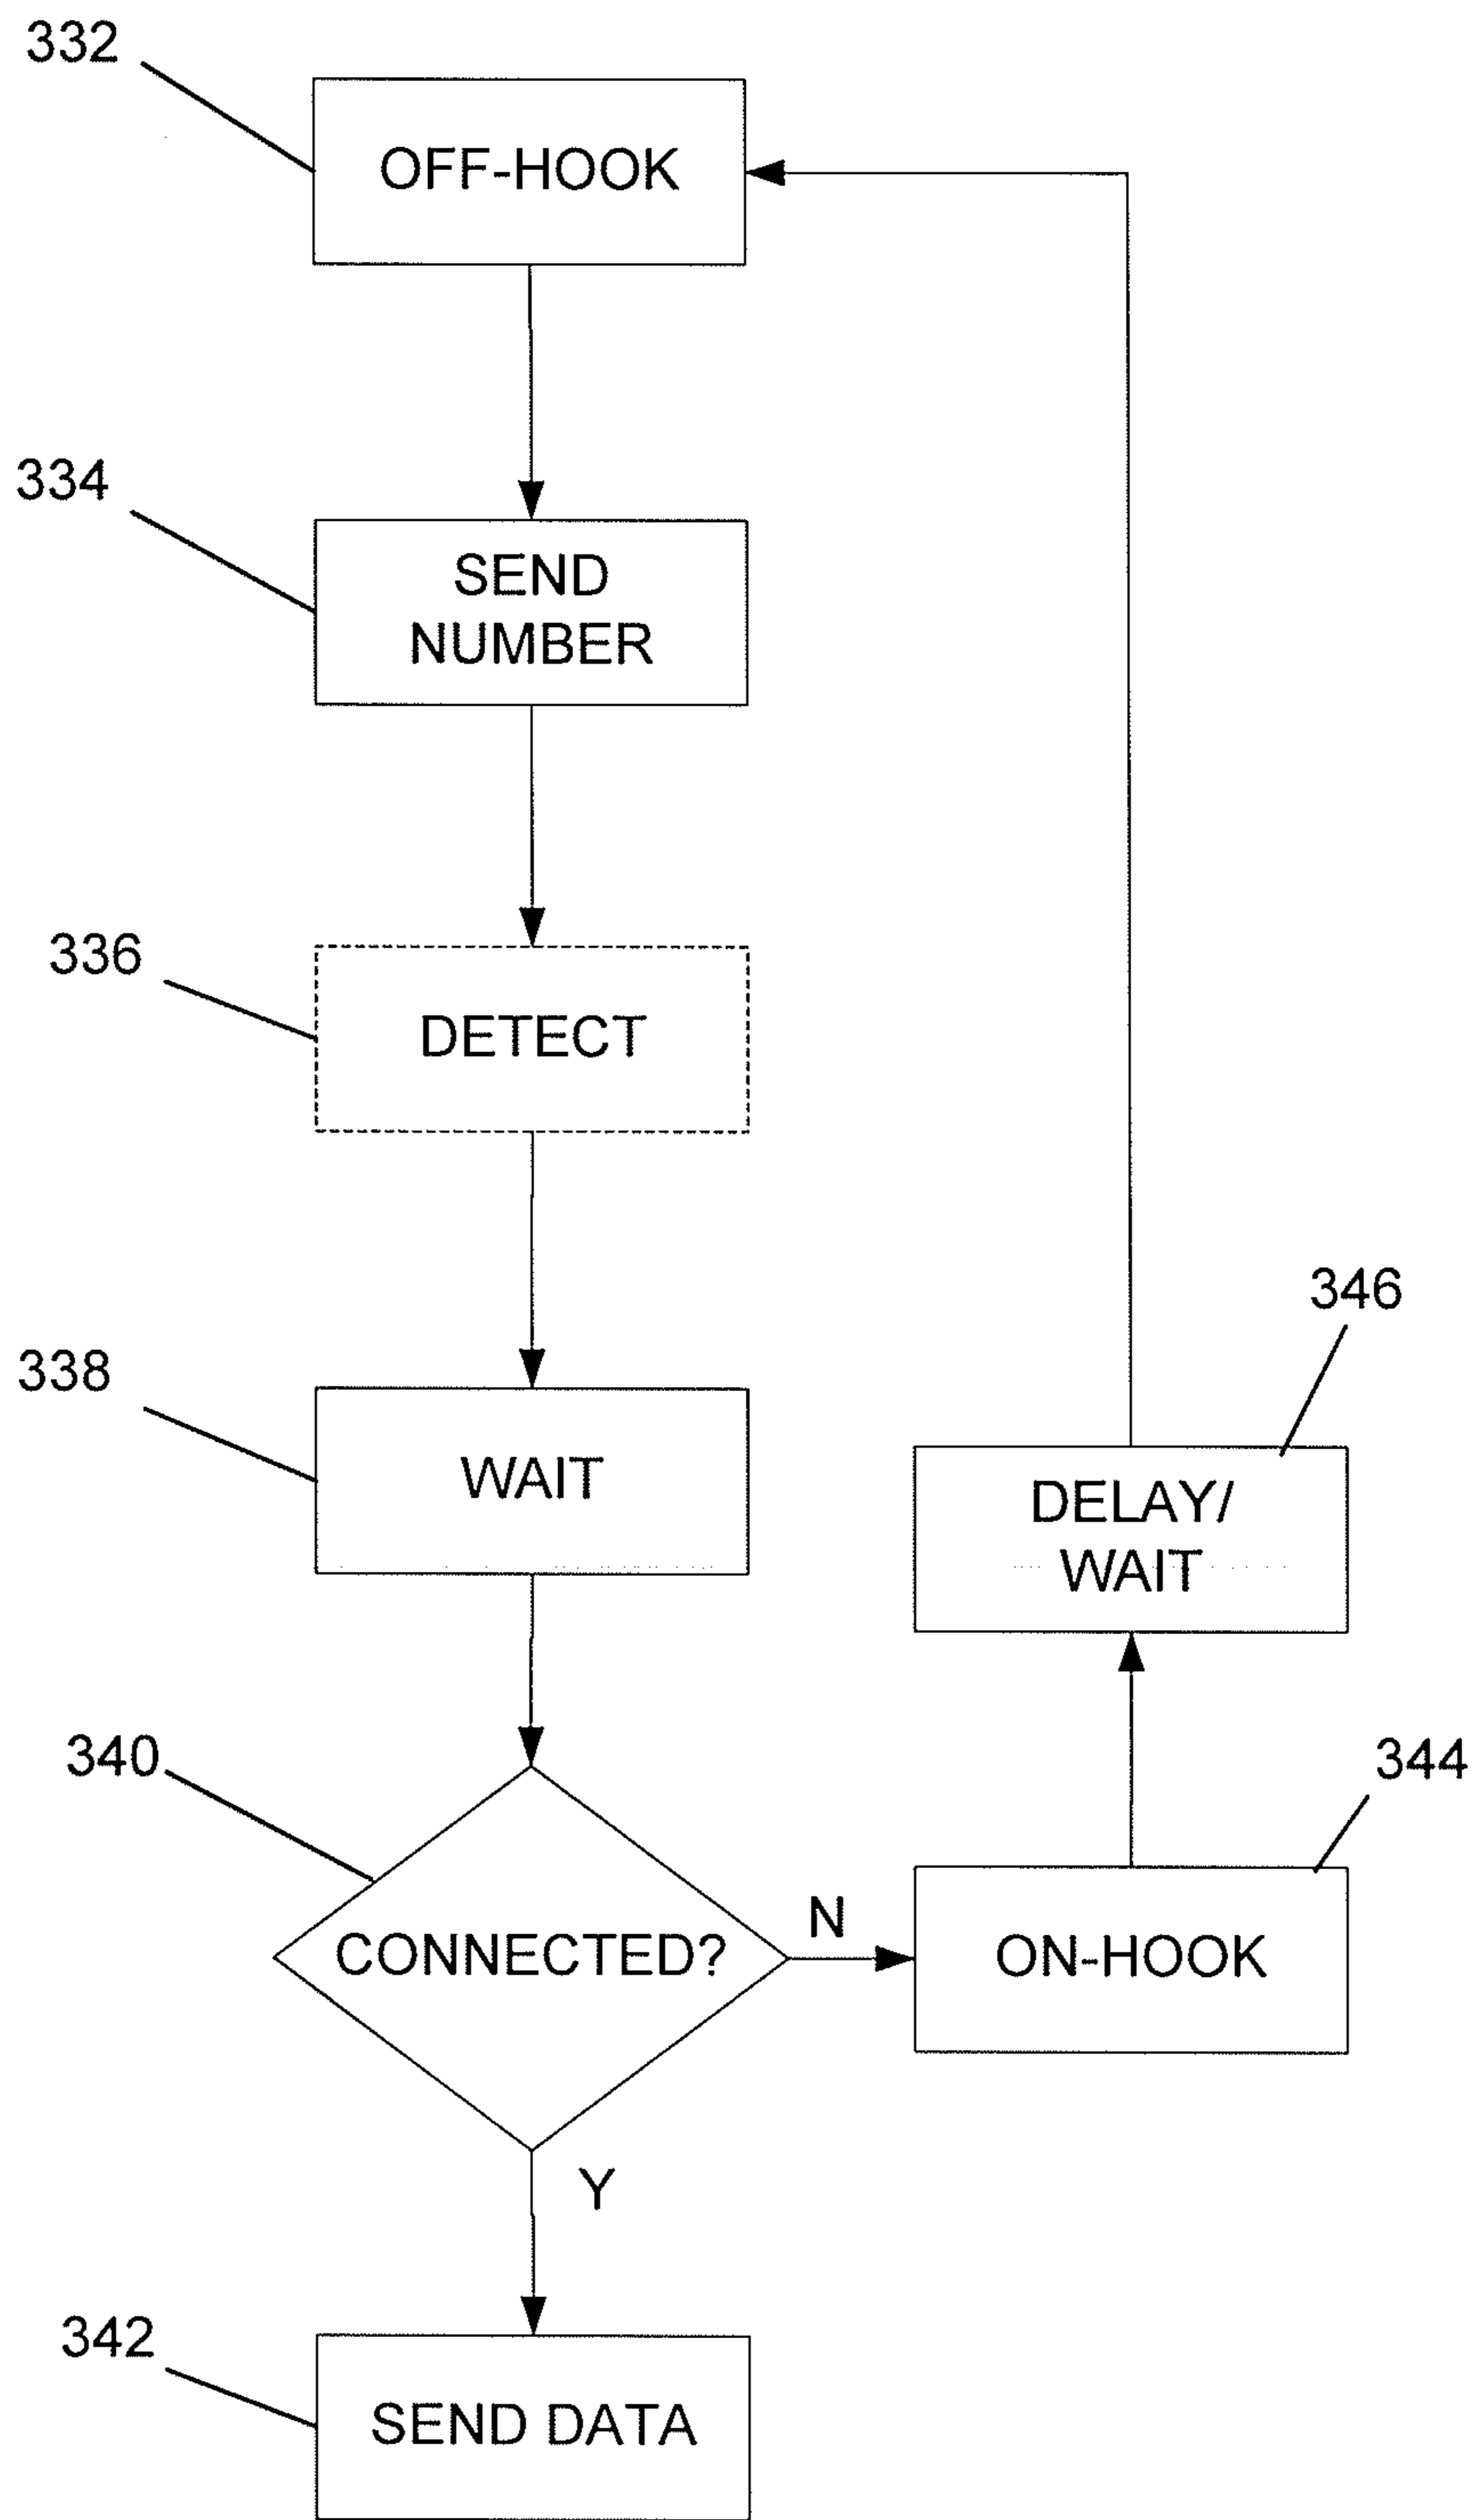 332
OFF-HOOK
334
SEND
NUMBER
336
DETECT
338
WAIT
346
DELAY/
WAIT
340
CONNECTED?
N
344
ON-HOOK
Y
342
SEND DATA